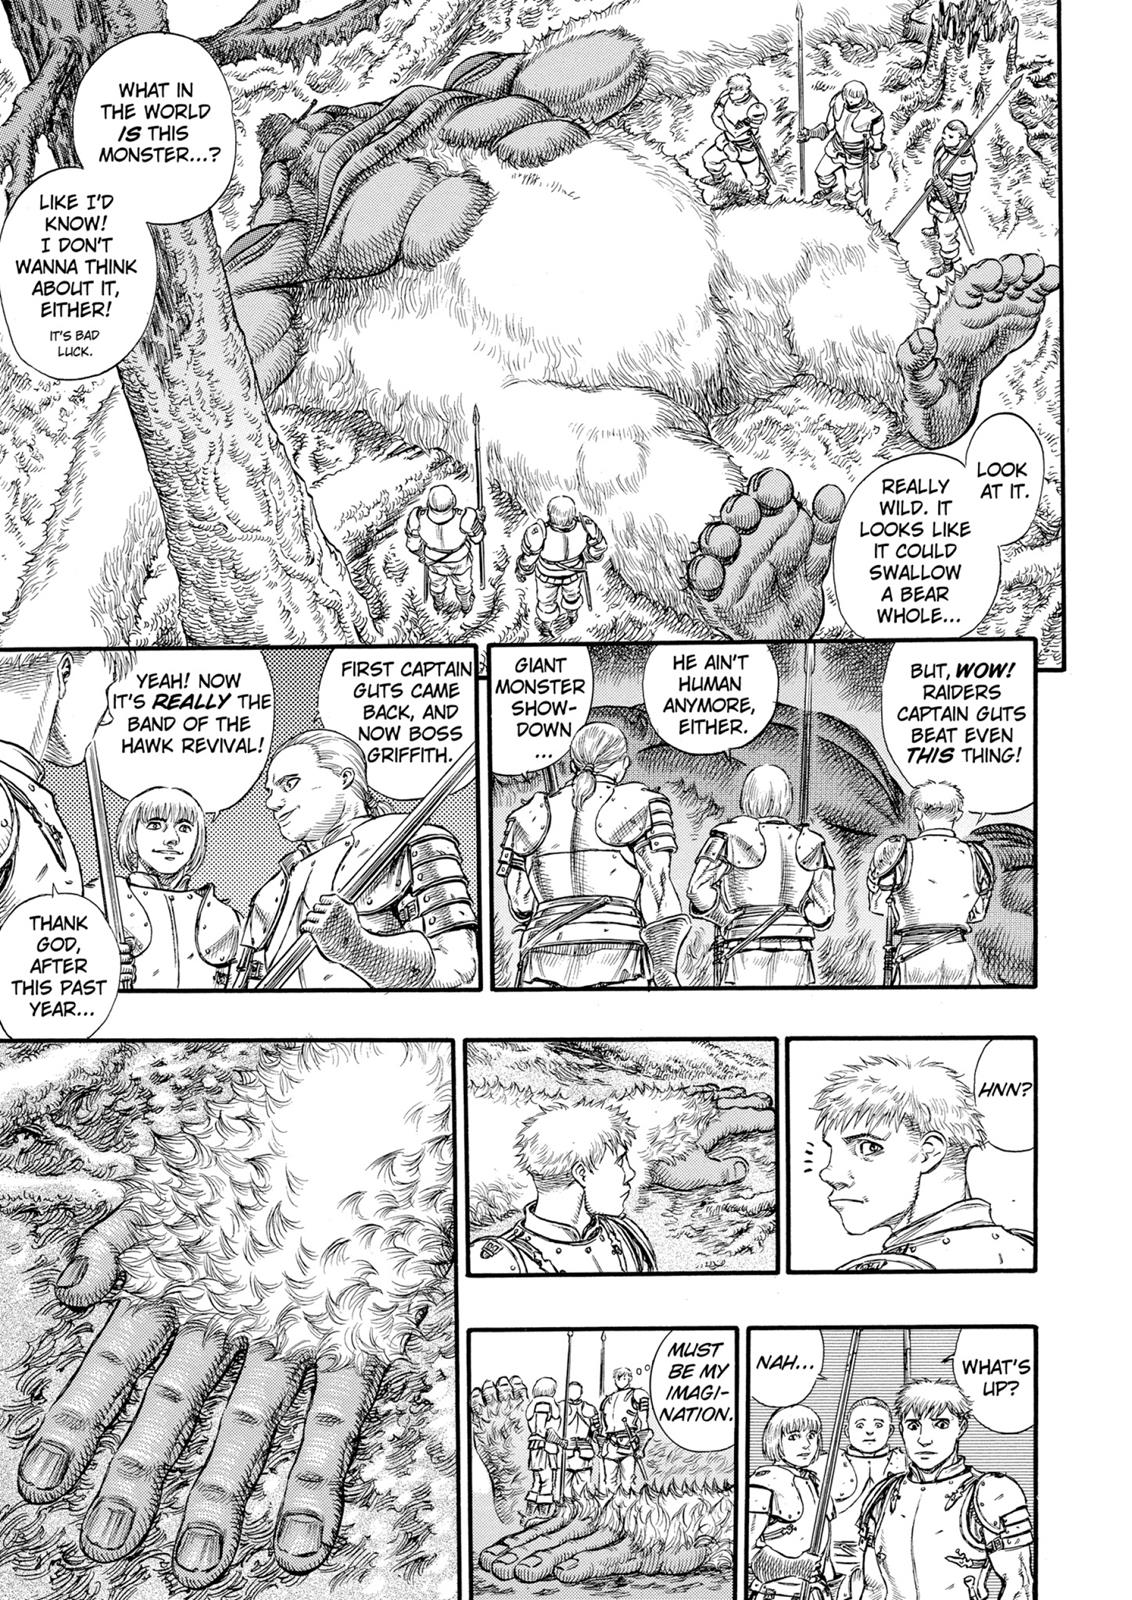 LOOK
AT IT.
REALLY
WILD. IT
LOOKS LIKE
IT COULD
SWALLOW
A BEAR
WHOLE...
WHAT IN
THE WORLD
IS THIS
MONSTER...?
LIKE I'D
KNOW!
I DON'T
WANNA THINK
ABOUT IT,
EITHER!
IT'S BAD
LUCK.
BUT, WOW!
RAIDERS
CAPTAIN GUTS
BEAT EVEN
THIS THING!
HE AIN'T
HUMAN
ANYMORE,
EITHER.
GIANT
MONSTER
SHOW-
DOWN
...
FIRST CAPTAIN
GUTS CAME
BACK, AND
NOW BOSS
GRIFFITH.
YEAH! NOW
IT'S REALLY THE
BAND OF THE
HAWK REVIVAL!
THANK
GOD,
AFTER
THIS PAST
YEAR...
HNN?
WHAT'S
UP?
NAH...
MUST
BE MY
IMAGI-
NATION.